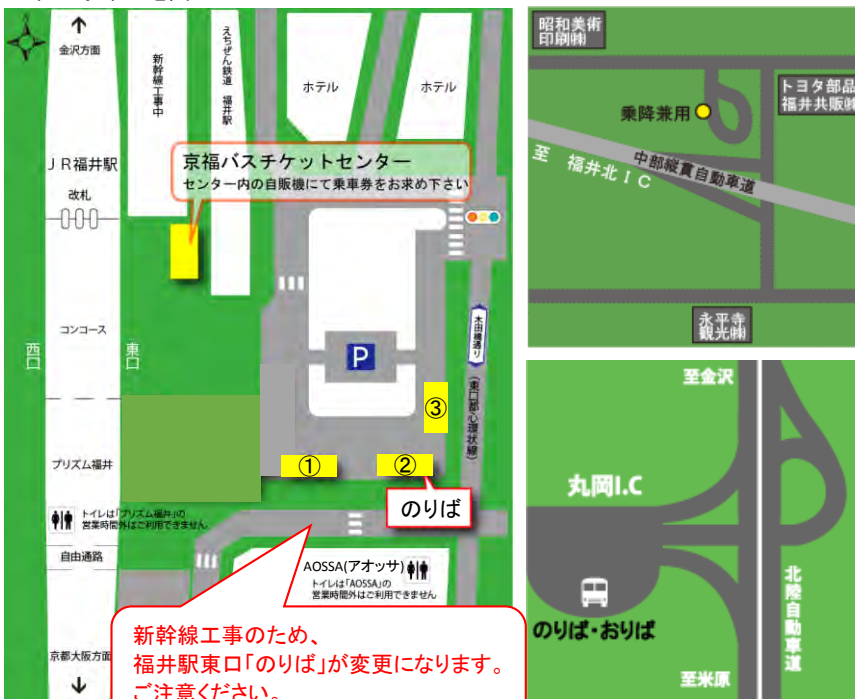 金沢方面
新幹線工事中
えちぜん鉄道 福井駅
ホテル
ホテル
JR福井駅
改札
京福バスチケットセンター
センター内の自販機にて乗車券をお求め下さい
コンコース
西口
東口
P
木田橋通り
(東口都心環状線)
③
①
②
のりば
プリズム福井
トイレは「プリズム福井」の
営業時間外はご利用できません
自由通路
AOSSA(アオッサ)
トイレは「AOSSA」の
営業時間外はご利用できません
京都大阪方面
新幹線工事のため、
福井駅東口「のりば」が変更になります。
ご注意ください。
昭和美術
印刷㈱
トヨタ部品
福井共販㈱
乗降兼用
至 福井北IC
中部縦貫自動車道
永平寺
観光㈱
至金沢
丸岡I.C
のりば・おりば
北陸自動車道
至米原